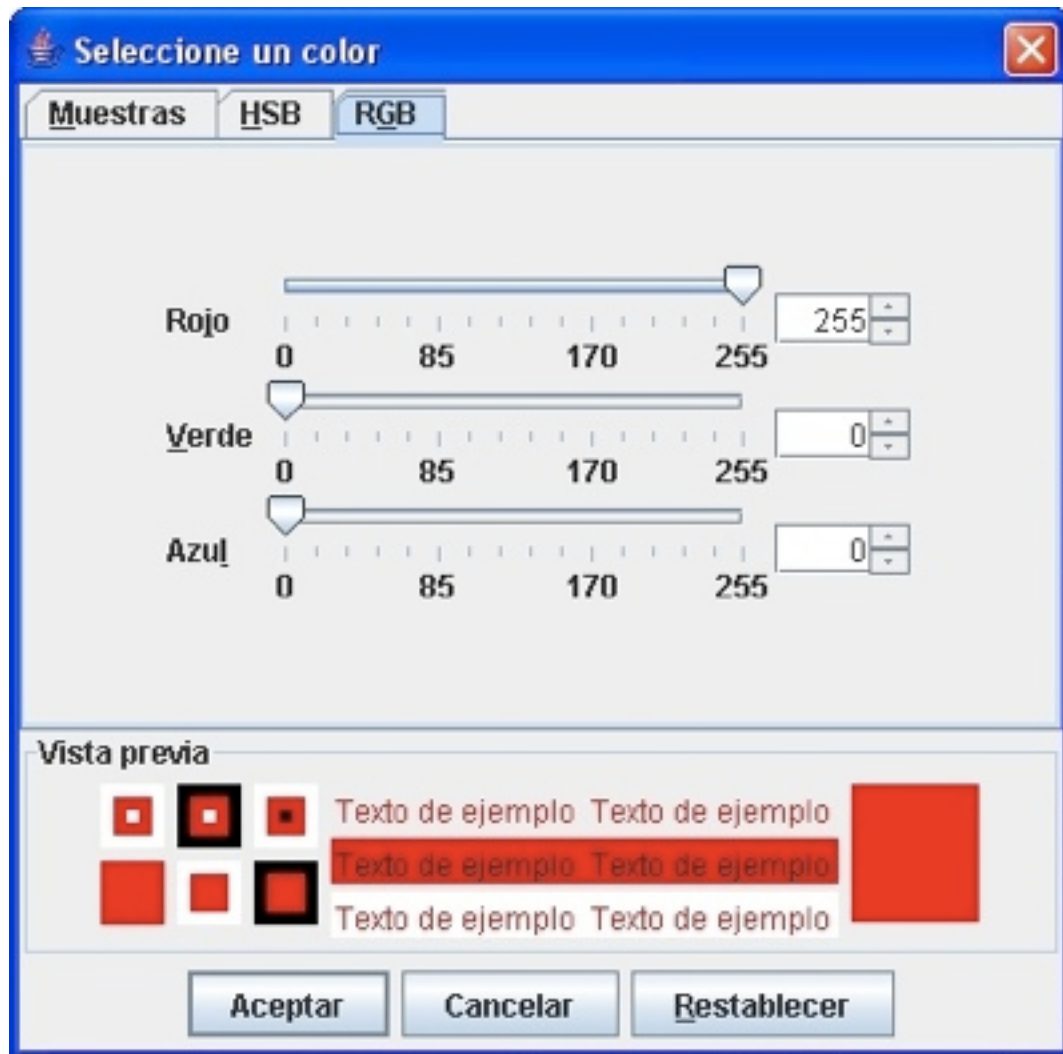 Seleccione un color
Muestras HSB RGB
Rojo 255
0 85 170 255
Verde 0
0 85 170 255
Azul 0
0 85 170 255
Vista previa
Texto de ejemplo Texto de ejemplo
Texto de ejemplo Texto de ejemplo
Texto de ejemplo Texto de ejemplo
Aceptar Cancelar Restablecer